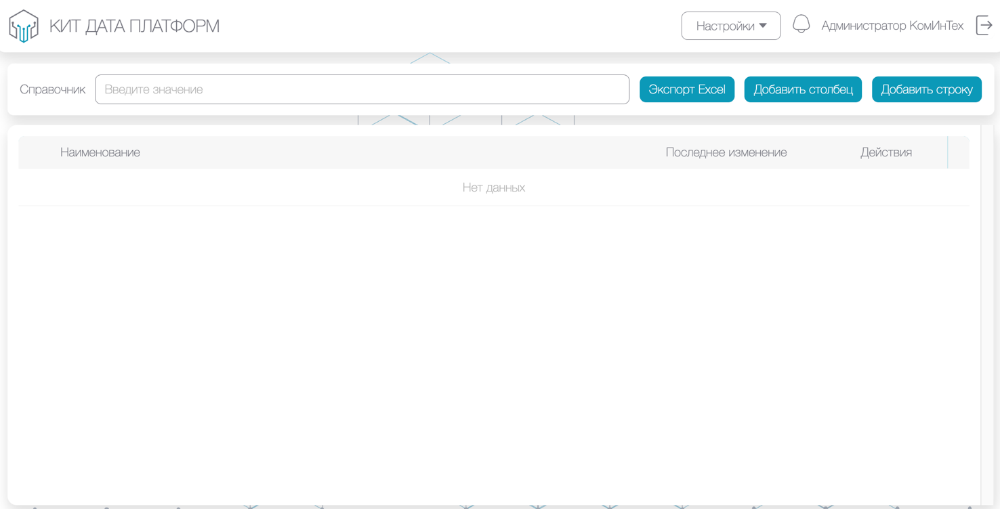 КИТ ДАТА ПЛАТФОРМ
Настройки
Администратор КомИнТех
Справочник
Введите значение
Экспорт Excel
Добавить столбец
Добавить строку
Наименование
Последнее изменение
Действия
Нет данных